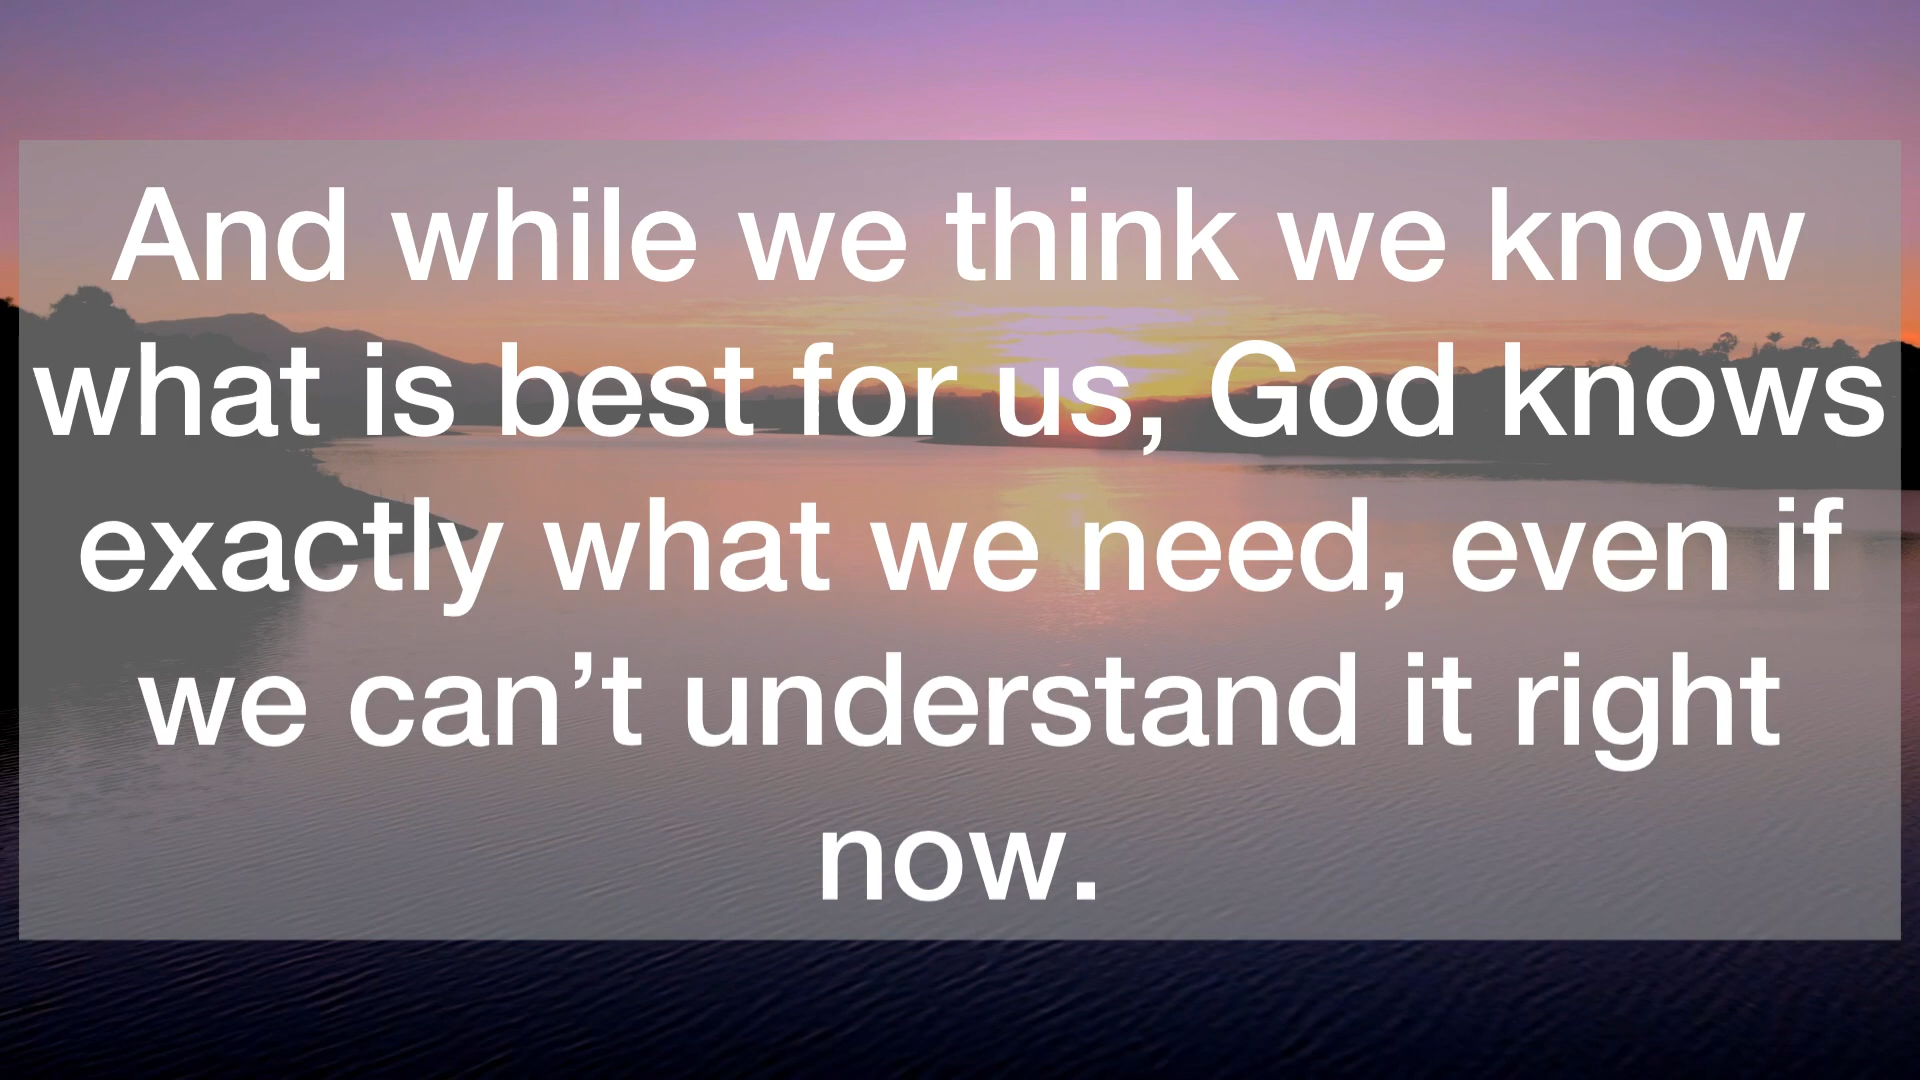 And while we think we know
what is best for us, God knows
exactly what we need, even if
we can’t understand it right
now.